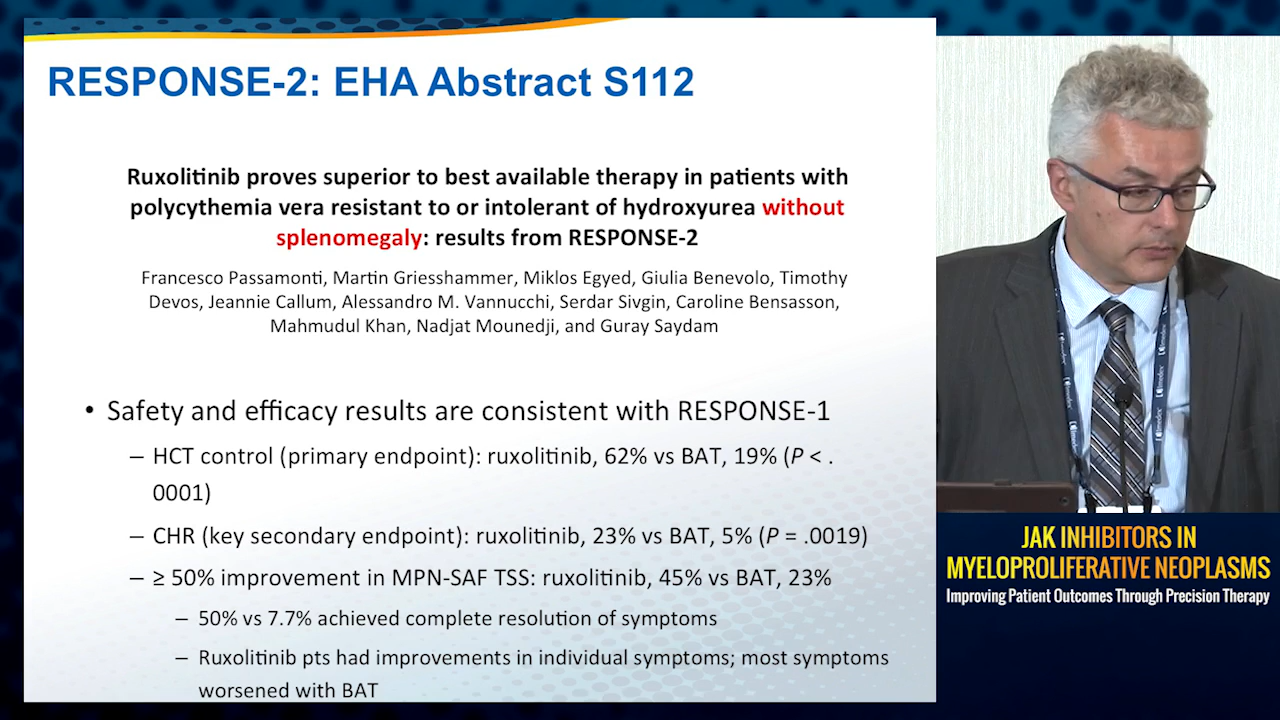 RESPONSE-2: EHA Abstract S112
Ruxolitinib proves superior to best available therapy in patients with
polycythemia vera resistant to or intolerant of hydroxyurea without
splenomegaly: results from RESPONSE-2
Francesco Passamonti, Martin Griesshammer, Miklos Egyed, Giulia Benevolo, Timothy
Devos, Jeannie Callum, Alessandro M. Vannucchi, Serdar Sivgin, Caroline Bensasson,
Mahmudul Khan, Nadjat Mounedji, and Guray Saydam
• Safety and efficacy results are consistent with RESPONSE-1
– HCT control (primary endpoint): ruxolitinib, 62% vs BAT, 19% (P < .
0001)
– CHR (key secondary endpoint): ruxolitinib, 23% vs BAT, 5% (P = .0019)
– ≥ 50% improvement in MPN-SAF TSS: ruxolitinib, 45% vs BAT, 23%
– 50% vs 7.7% achieved complete resolution of symptoms
– Ruxolitinib pts had improvements in individual symptoms; most symptoms
worsened with BAT
JAK INHIBITORS IN
MYELOPROLIFERATIVE NEOPLASMS
Improving Patient Outcomes Through Precision Therapy